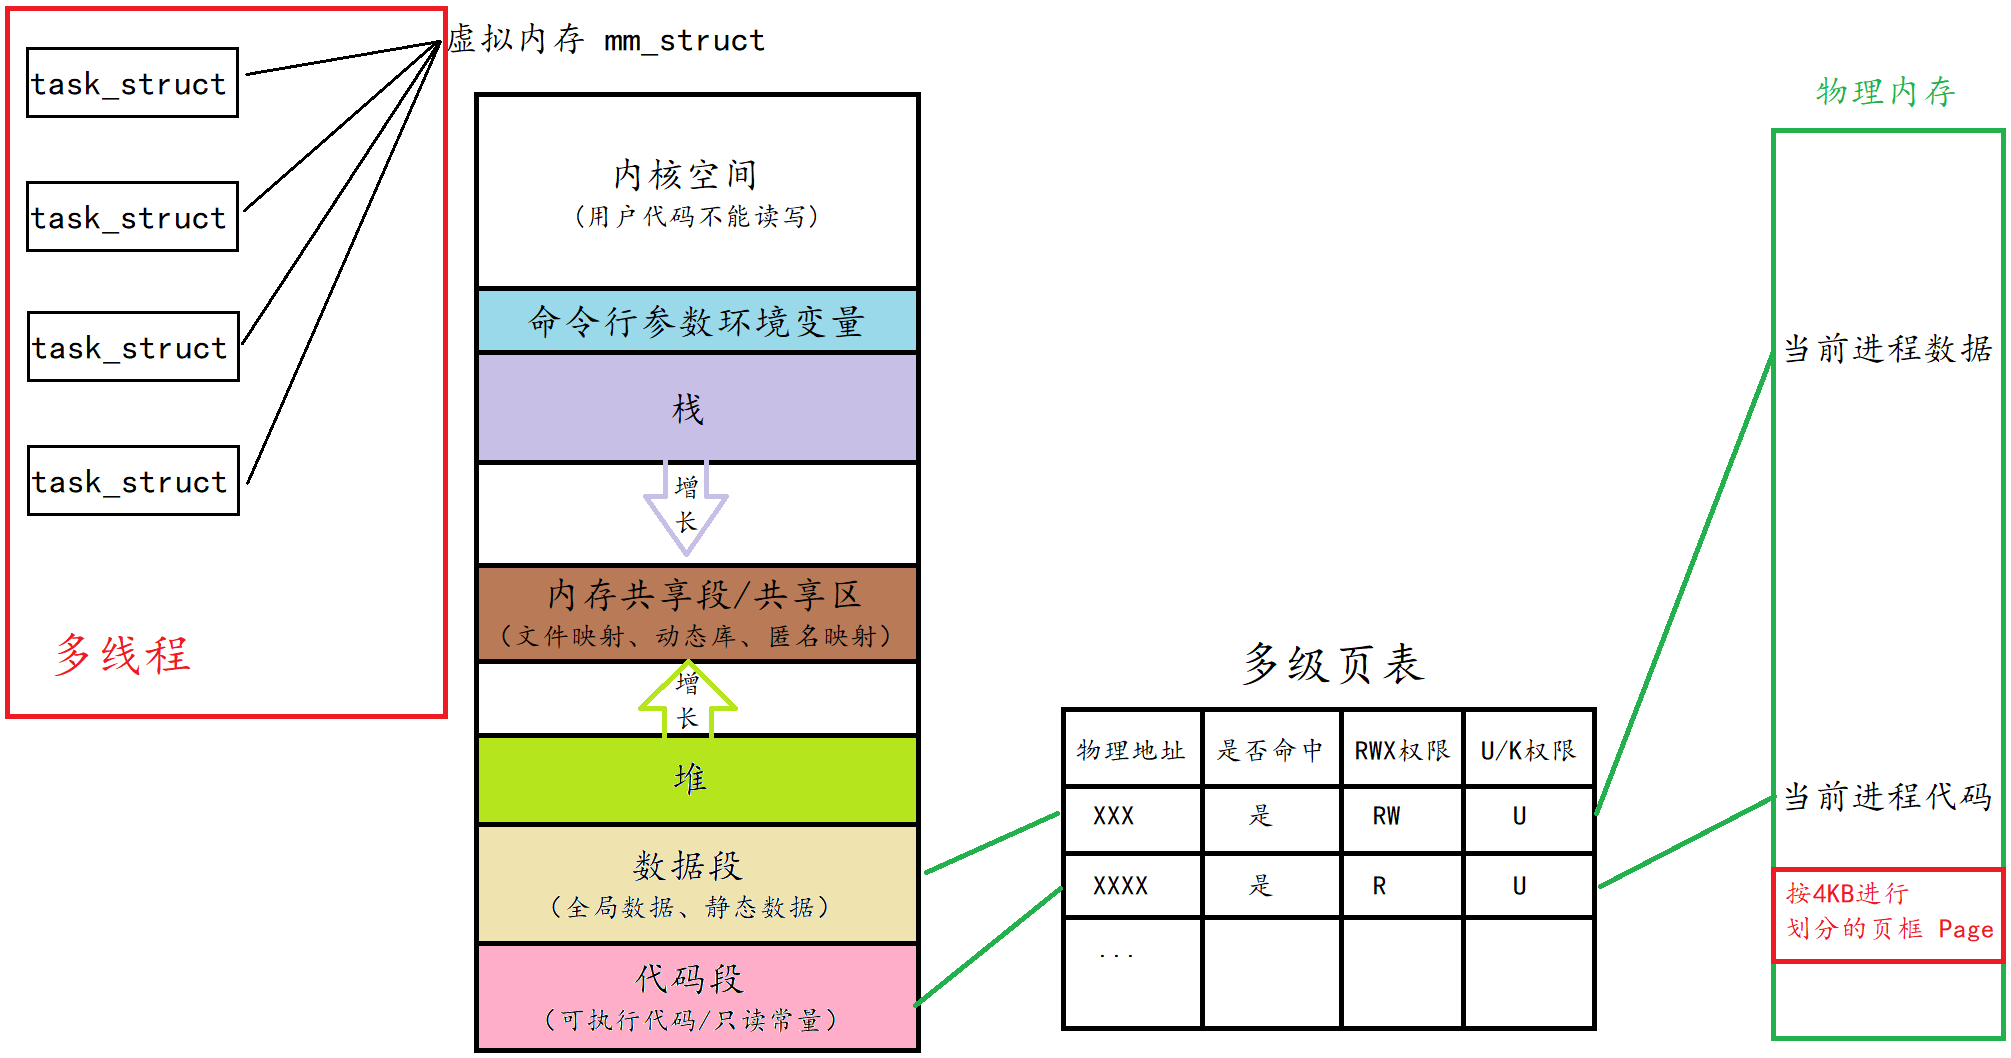 虚拟内存 mm_struct
task_struct
task_struct
task_struct
task_struct
多线程
内核空间
(用户代码不能读写)
命令行参数环境变量
栈
增
长
内存共享段/共享区
(文件映射、动态库、匿名映射)
增
长
堆
数据段
(全局数据、静态数据)
代码段
(可执行代码/只读常量)
多级页表
物理地址 是否命中 RWX权限 U/K权限
XXX 是 RW U
XXXX 是 R U
...
物理内存
当前进程数据
当前进程代码
按4KB进行
划分的页框 Page